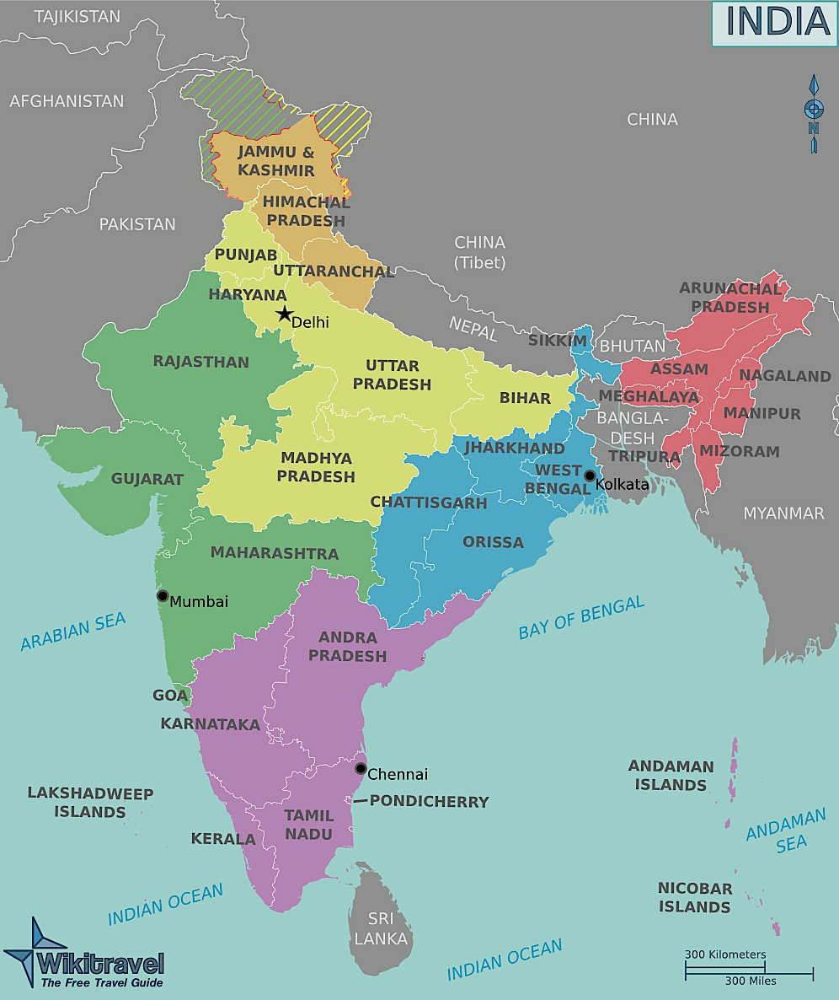 TAJIKISTAN
INDIA
AFGHANISTAN
CHINA
N
JAMMU &
KASHMIR
HIMACHAL
PRADESH
PAKISTAN
CHINA
(Tibet)
PUNJAB
UTTARANCHAL
HARYANA
Delhi
NEPAL
ARUNACHAL
PRADESH
SIKKIM
BHUTAN
RAJASTHAN
UTTAR
PRADESH
BIHAR
ASSAM
NAGALAND
MEGHALAYA
MANIPUR
BANGLA-
DESH
TRIPURA
MIZORAM
JHARKHAND
MADHYA
PRADESH
WEST
BENGAL
Kolkata
GUJARAT
CHATTISGARH
MYANMAR
ORISSA
MAHARASHTRA
Mumbai
ARABIAN SEA
BAY OF BENGAL
ANDRA
PRADESH
GOA
KARNATAKA
Chennai
ANDAMAN
ISLANDS
LAKSHADWEEP
ISLANDS
PONDICHERRY
TAMIL
NADU
KERALA
ANDAMAN
SEA
NICOBAR
ISLANDS
INDIAN OCEAN
SRI
LANKA
INDIAN OCEAN
Wikitravel
The Free Travel Guide
300 Kilometers
300 Miles